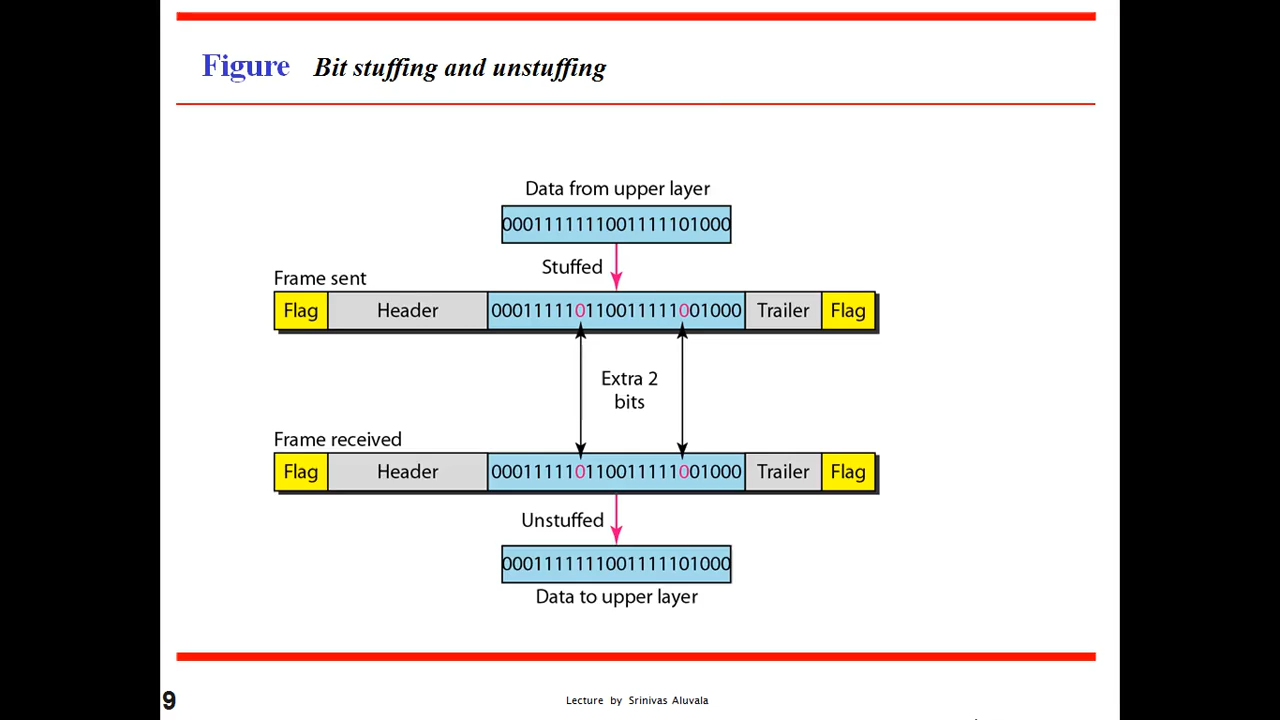 Figure Bit stuffing and unstuffing
Data from upper layer
0001111111001111101000
Stuffed
Frame sent
Flag Header 000111110110011111001000 Trailer Flag
Extra 2
bits
Frame received
Flag Header 000111110110011111001000 Trailer Flag
Unstuffed
0001111111001111101000
Data to upper layer
9
Lecture by Srinivas Aluvala